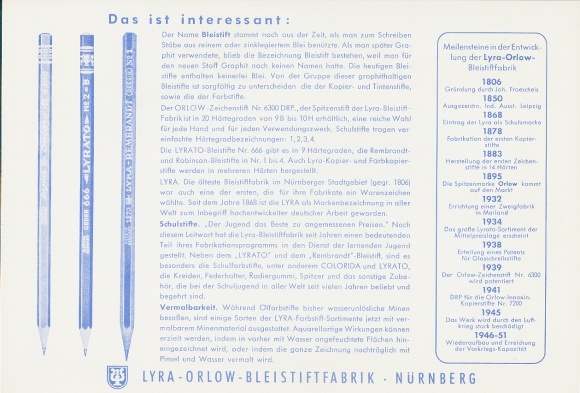 Das ist interessant:
Der Name Bleistift stammt noch aus der Zeit, als man zum Schreiben
Stäbe aus reinem oder zinklegiertem Blei benützte. Als man später Gra-
phit verwendete, blieb die Bezeichnung Bleistift bestehen, weil man für
den neuen Stoff Graphit noch keinen Namen hatte. Die heutigen Blei-
stifte enthalten keinerlei Blei. Von der Gruppe dieser graphithaltigen
Bleistifte ist sorgfältig zu unterscheiden die der Kopier- und Tintenstifte,
sowie die der Farbstifte.
Der ORLOW-Zeichenstift Nr. 6300 DRP., der Spitzenstift der Lyra-Bleistift-
Fabrik ist in 20 Härtegraden von 9B bis 10H erhältlich, eine reiche Wahl
für jede Hand und für jeden Verwendungszweck. Schulstifte tragen ver-
einfachte Härtegradbezeichnungen: 1,2,3,4.
Die LYRATO-Bleistifte Nr. 666 gibt es in 9 Härtegraden, die Rembrandt-
und Robinson-Bleistifte in Nr. 1 bis 4. Auch Lyra-Kopier- und Farbkopier-
stifte werden in mehreren Härten hergestellt.
LYRA. Die älteste Bleistiftfabrik im Nürnberger Stadtgebiet (gegr. 1806)
war auch eine der ersten, die für ihre Fabrikate ein Warenzeichen
wählte. Seit dem Jahre 1868 ist die LYRA als Markenbezeichnung in aller
Welt zum Inbegriff hochentwickelter deutscher Arbeit geworden.
Schulstifte. „Der Jugend das Beste zu angemessenen Preisen." Nach
diesem Leitwort hat die Lyra-Bleistiftfabrik seit Jahren einen bedeutenden
Teil ihres Fabrikationsprogramms in den Dienst der lernenden Jugend
gestellt. Neben dem „LYRATO" und dem „Rembrandt"-Bleistift, sind es
besonders die Schulfarbstifte, unter anderem COLORIDA und LYRATO,
die Kreiden, Federhalter, Radiergummi, Spitzer und das sonstige Zube-
hör, die bei der Schuljugend in aller Welt seit vielen Jahren beliebt und
begehrt sind.
Vermalbarkeit. Während Ölfarbstifte bisher wasserunlösliche Minen
besaßen, sind einige Sorten der LYRA-Farbstift-Sortimente jetzt mit ver-
malbarem Minenmaterial ausgestattet. Aquarellartige Wirkungen können
erzielt werden, indem in vorher mit Wasser angefeuchtete Flächen hin-
eingezeichnet wird, oder indem die ganze Zeichnung nachträglich mit
Pinsel und Wasser vermalt wird.
Meilensteine in der Entwick-
lung der Lyra-Orlow-
Bleistiftfabrik
1806
Gründung durch Joh. Froescheis
1850
Ausgezeichn. Ind. Ausst. Leipzig
1868
Eintrag der Lyra als Schutzmarke
1878
Fabrikation der ersten Kopier-
stifte
1883
Herstellung der ersten Zeichen-
stifte in 14 Härten
1895
Die Spitzenmarke Orlow kommt
auf den Markt
1932
Errichtung einer Zweigfabrik
in Mailand
1934
Das große Lyrato-Sortiment der
Mittelpreislage ersteht
1938
Erteilung eines Patents
für Glasschreibstifte
1939
Der Orlow-Zeichenstift Nr. 6300
wird patentiert
1941
DRP für die Orlow-Innoxin-
Kopierstifte Nr. 7200
1945
Das Werk wird durch den Luft-
krieg stark beschädigt
1946-51
Wiederaufbau und Erreichung
der Vorkriegs-Kapazität
666 LYRATO №2=B
LYRA-REMBRANDT
LYRA-ORLOW-BLEISTIFTFABRIK · NÜRNBERG